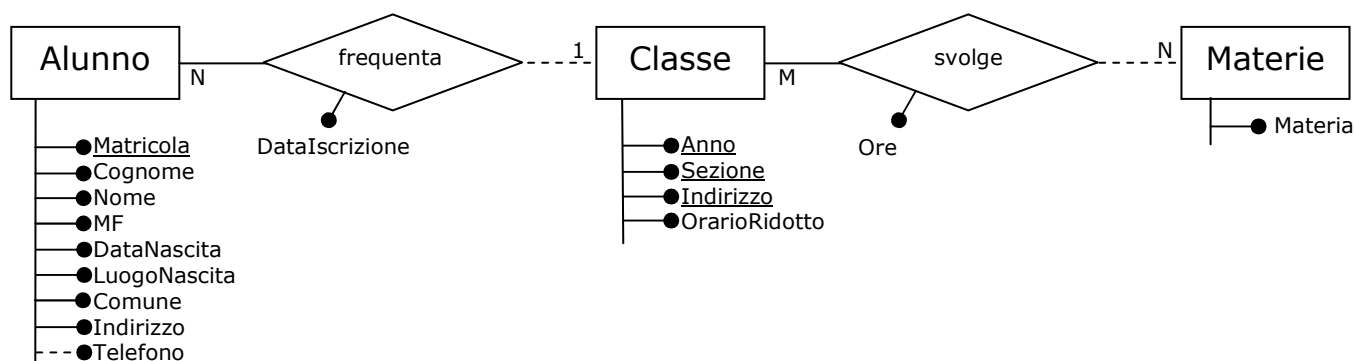 Alunno
N
frequenta
1
Classe
M
svolge
N
Materie
DataIscrizione
Ore
Materia
Matricola
Cognome
Nome
MF
DataNascita
LuogoNascita
Comune
Indirizzo
Telefono
Anno
Sezione
Indirizzo
OrarioRidotto